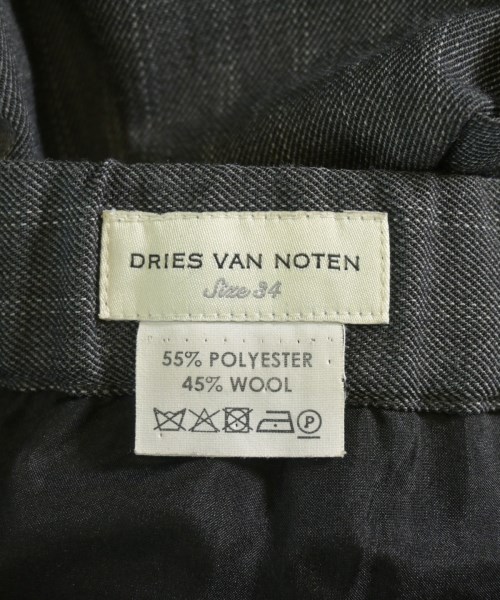 DRIES VAN NOTEN
Size 34
55% POLYESTER
45% WOOL
P